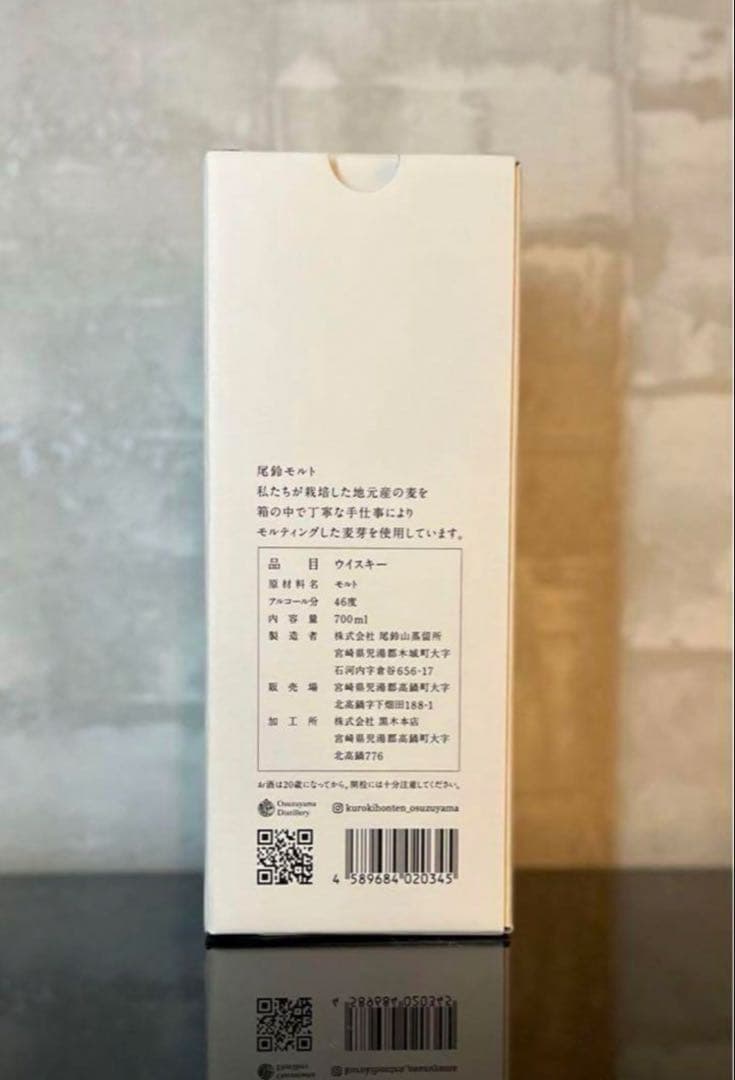 尾鈴モルト
私たちが栽培した地元産の麦を
箱の中で丁寧な手仕事により
モルティングした麦芽を使用しています。
品目 ウイスキー
原材料名 モルト
アルコール分 46度
内容量 700ml
製造者 株式会社 尾鈴山蒸留所
宮崎県児湯郡木城町大字
石河内字倉谷656-17
販売場 宮崎県児湯郡高鍋町大字
北高鍋字下畑田188-1
加工所 株式会社 黒木本店
宮崎県児湯郡高鍋町大字
北高鍋776
お酒は20歳になってから。開栓には十分注意してください。
Osuzuyama
Distillery
kurokihonten_osuzuyama
4 589684 020345